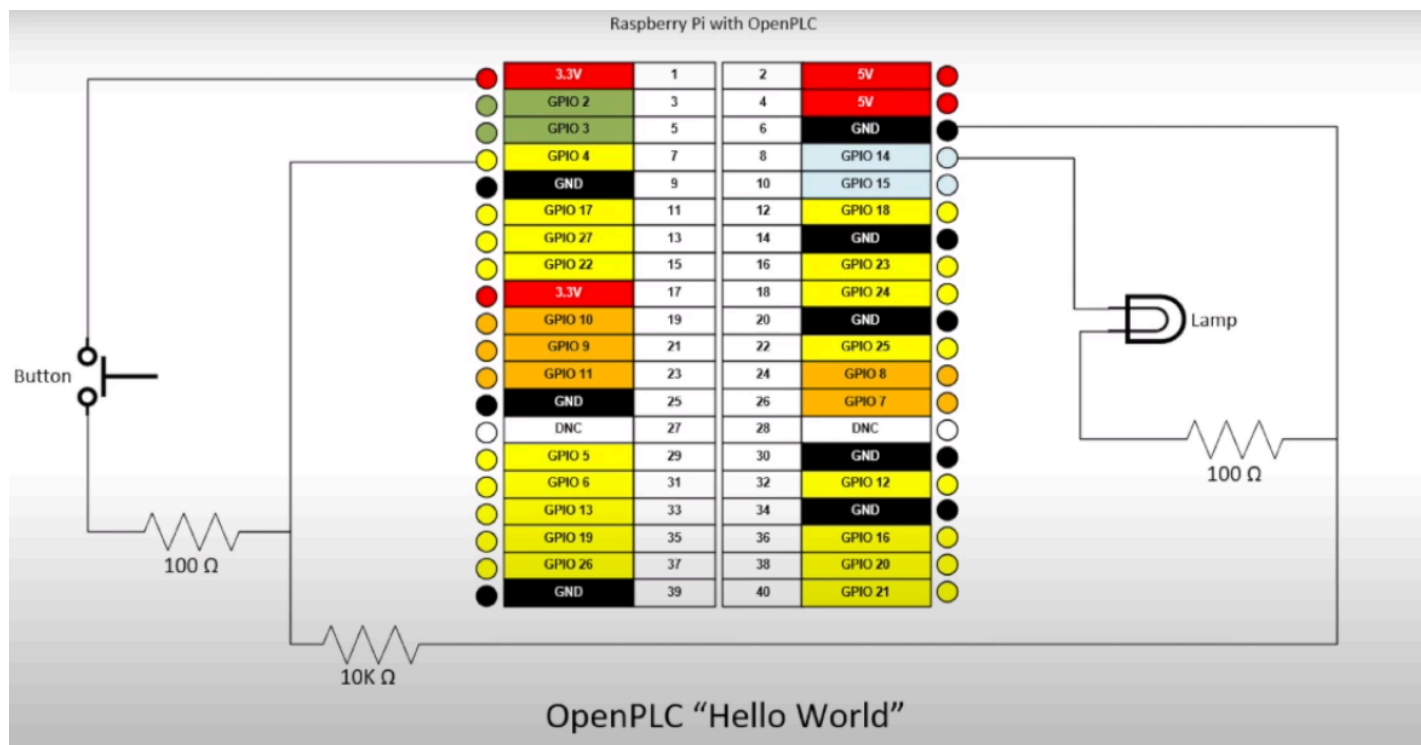 Raspberry Pi with OpenPLC
3.3V 1 2 5V
GPIO 2 3 4 5V
GPIO 3 5 6 GND
GPIO 4 7 8 GPIO 14
GND 9 10 GPIO 15
GPIO 17 11 12 GPIO 18
GPIO 27 13 14 GND
GPIO 22 15 16 GPIO 23
3.3V 17 18 GPIO 24
GPIO 10 19 20 GND
GPIO 9 21 22 GPIO 25
GPIO 11 23 24 GPIO 8
GND 25 26 GPIO 7
DNC 27 28 DNC
GPIO 5 29 30 GND
GPIO 6 31 32 GPIO 12
GPIO 13 33 34 GND
GPIO 19 35 36 GPIO 16
GPIO 26 37 38 GPIO 20
GND 39 40 GPIO 21
Button
100 Ω
10K Ω
Lamp
100 Ω
OpenPLC “Hello World”